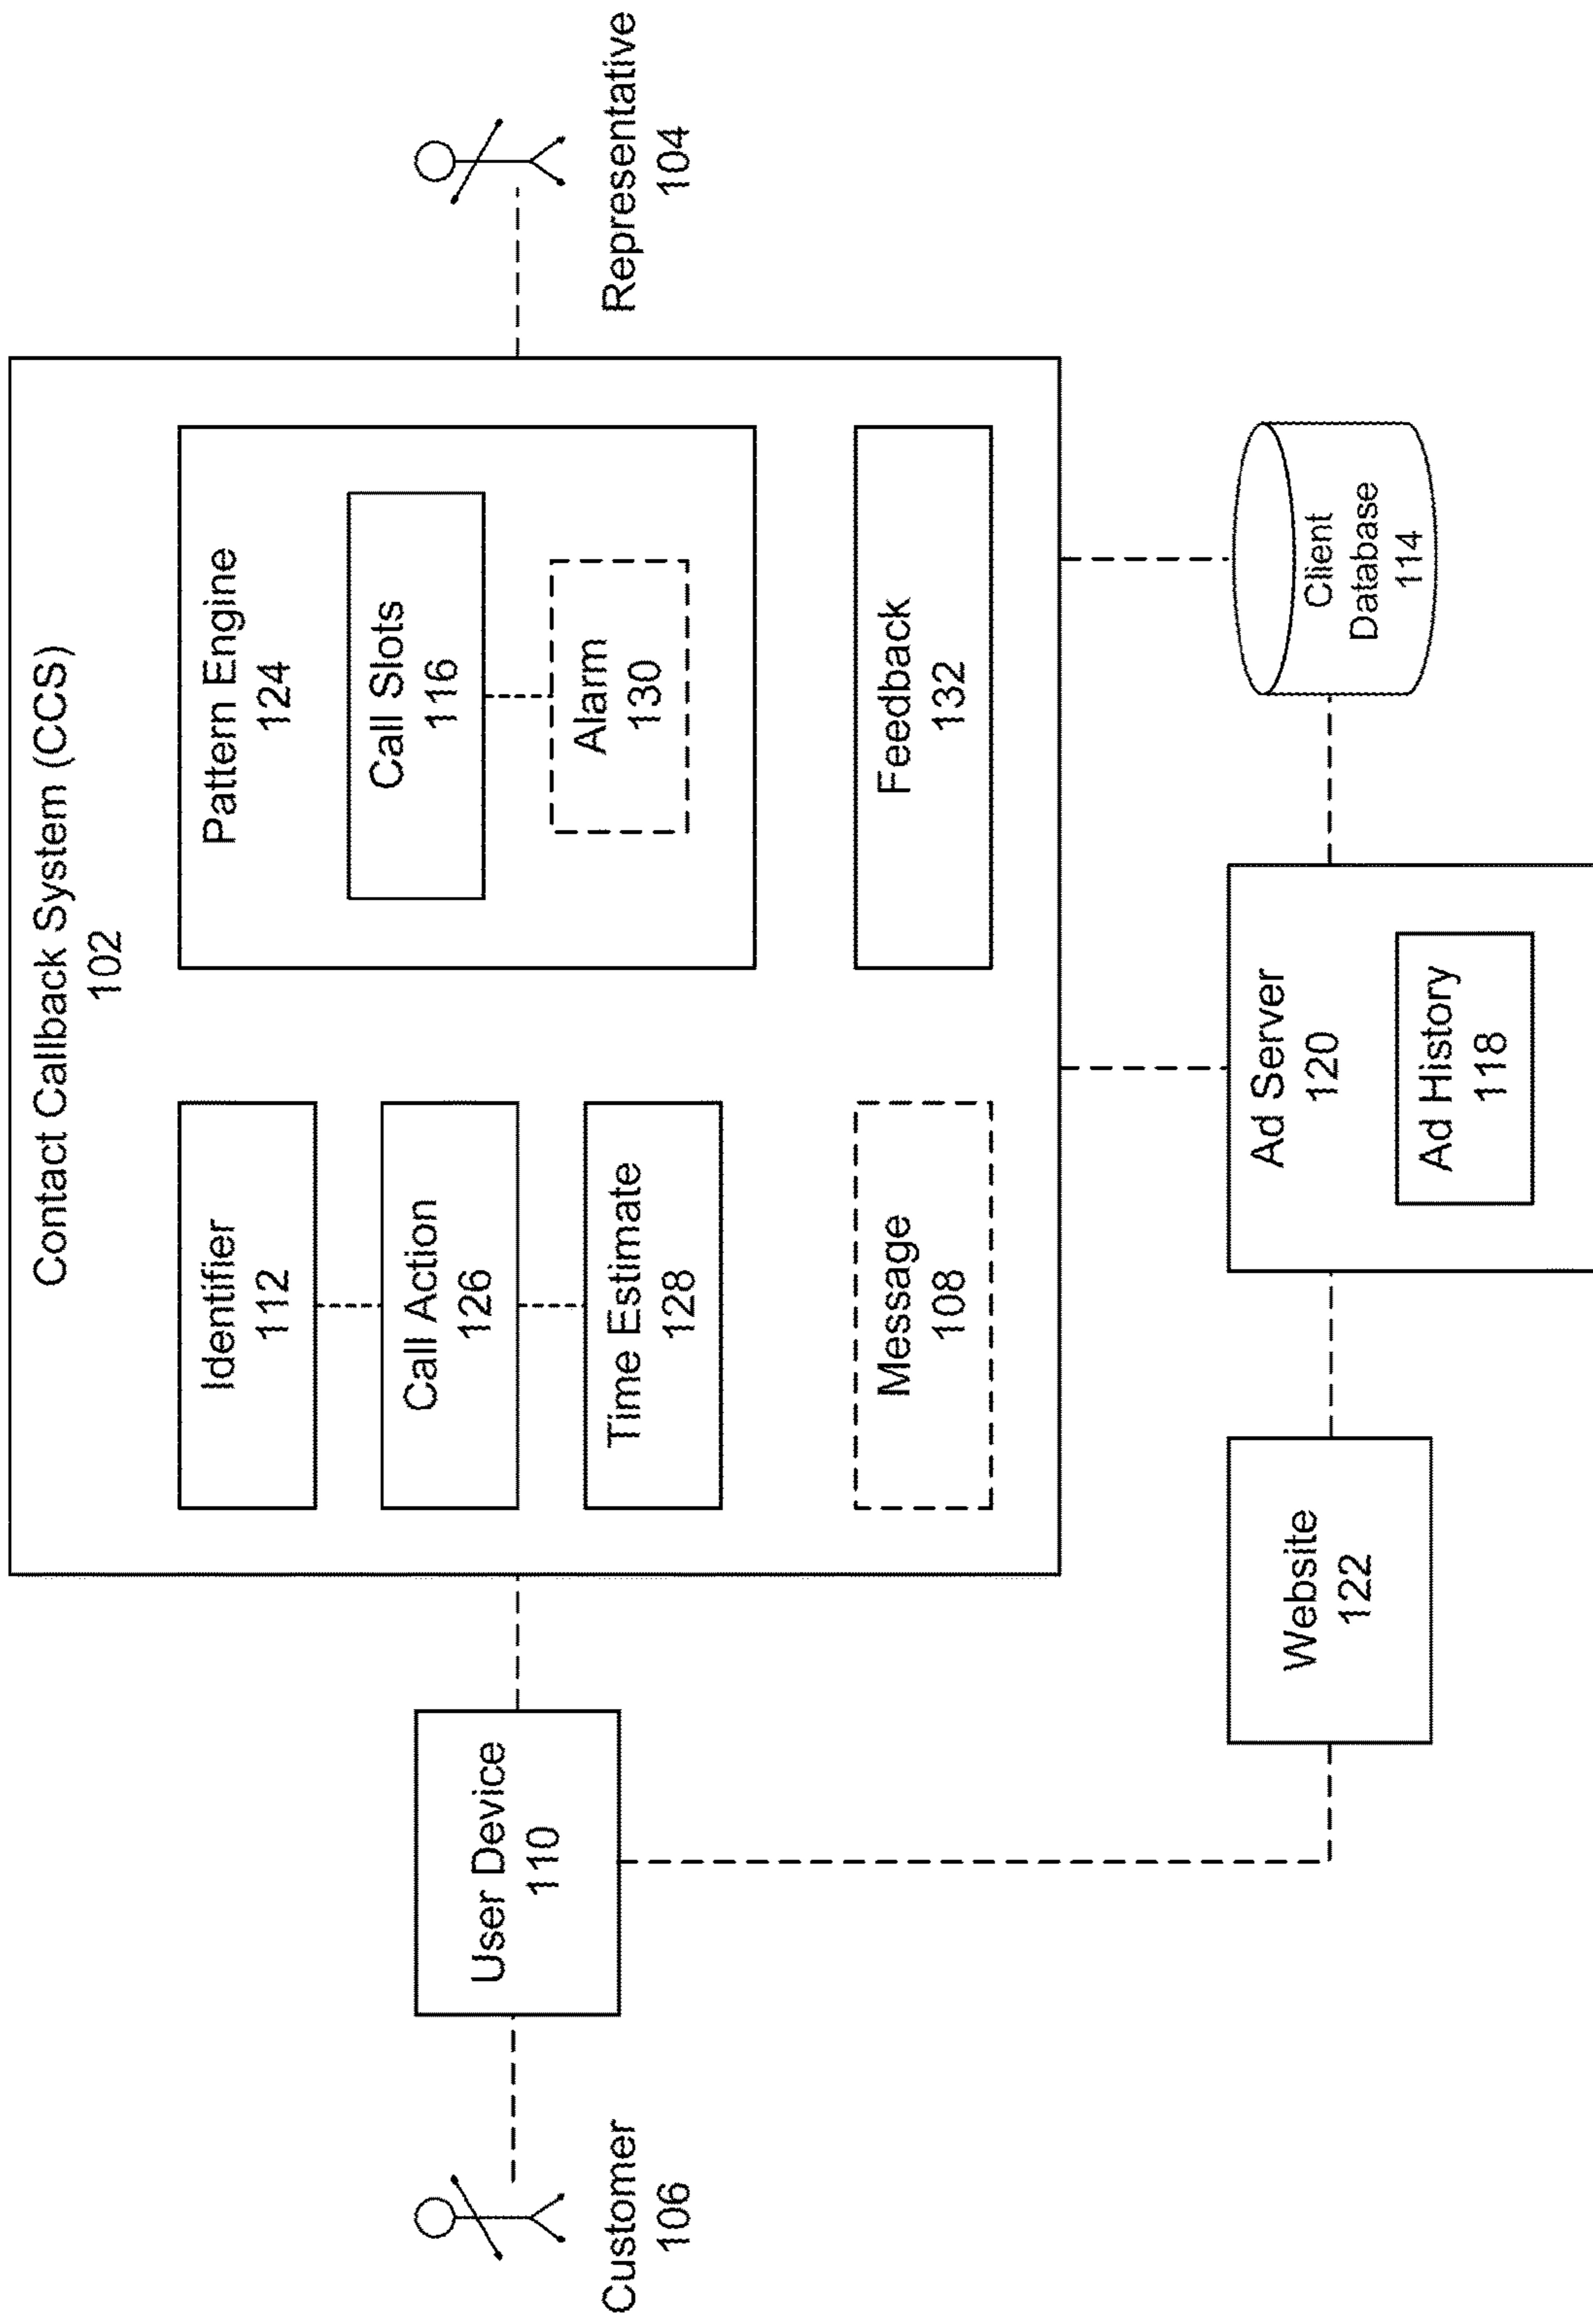 Contact Callback System (CCS)
102
Identifier
112
Call Action
126
Time Estimate
128
Message
108
Pattern Engine
124
Call Slots
116
Alarm
130
Feedback
132
Customer
106
User Device
110
Representative
104
Website
122
Ad Server
120
Ad History
118
Client
Database
114